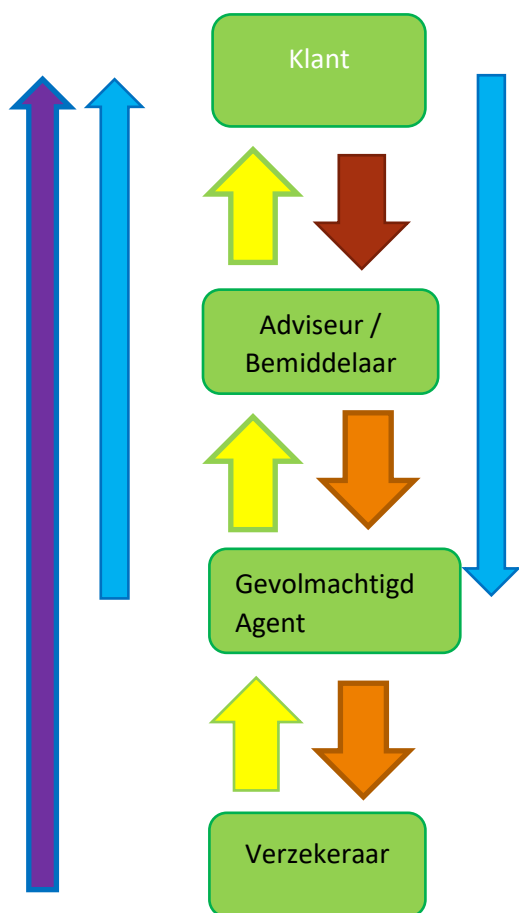 Klant
Adviseur /
Bemiddelaar
Gevolmachtigd
Agent
Verzekeraar